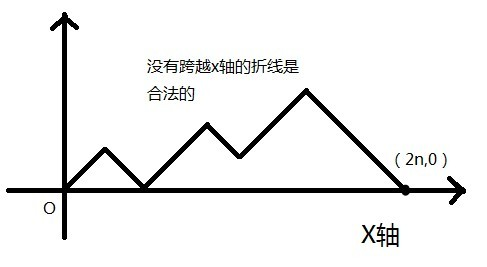 没有跨越x轴的折线是
合法的
（2n,0）
O
X轴